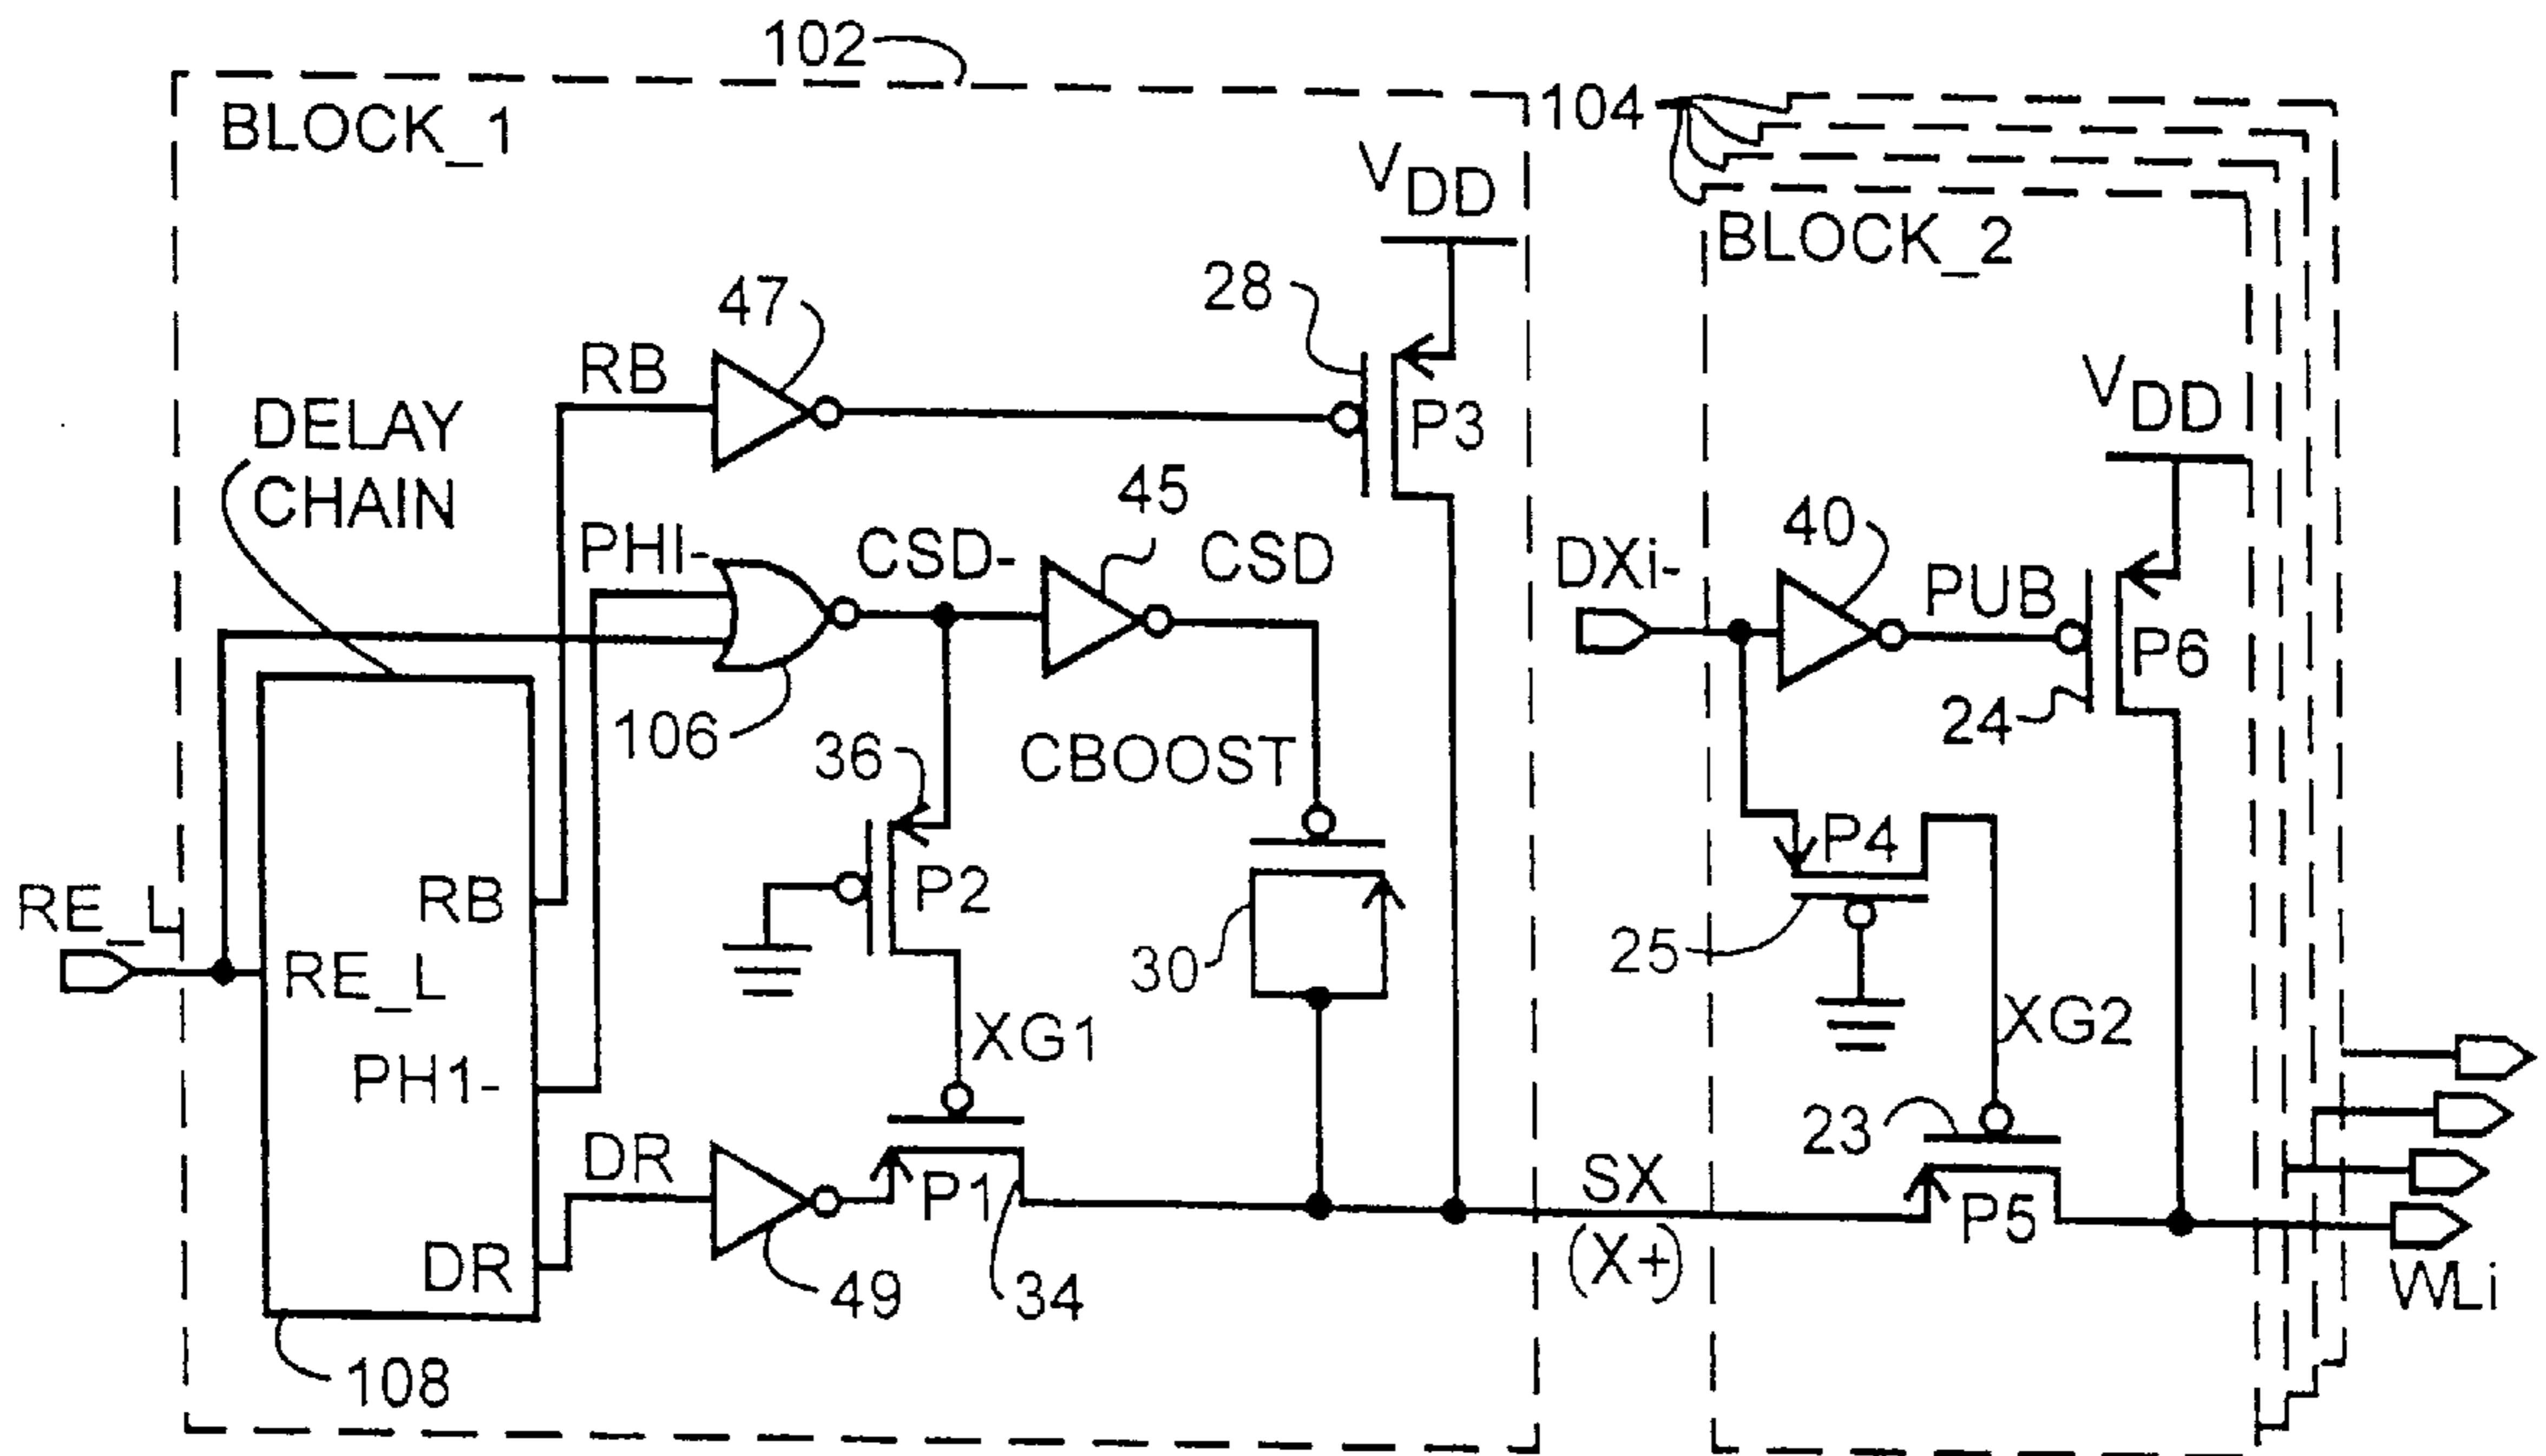 102
BLOCK_1
104
BLOCK_2
VDD
28
47
RB
P3
DELAY
CHAIN
VDD
45
40
PHI-
CSD-
CSD
DXi-
PUB
P6
24
106
36
CBOOST
P4
P2
RB
RE_L
RE_L
30
25
XG1
XG2
PH1-
23
DR
P1
SX
P5
(X+)
DR
49
34
WLi
108